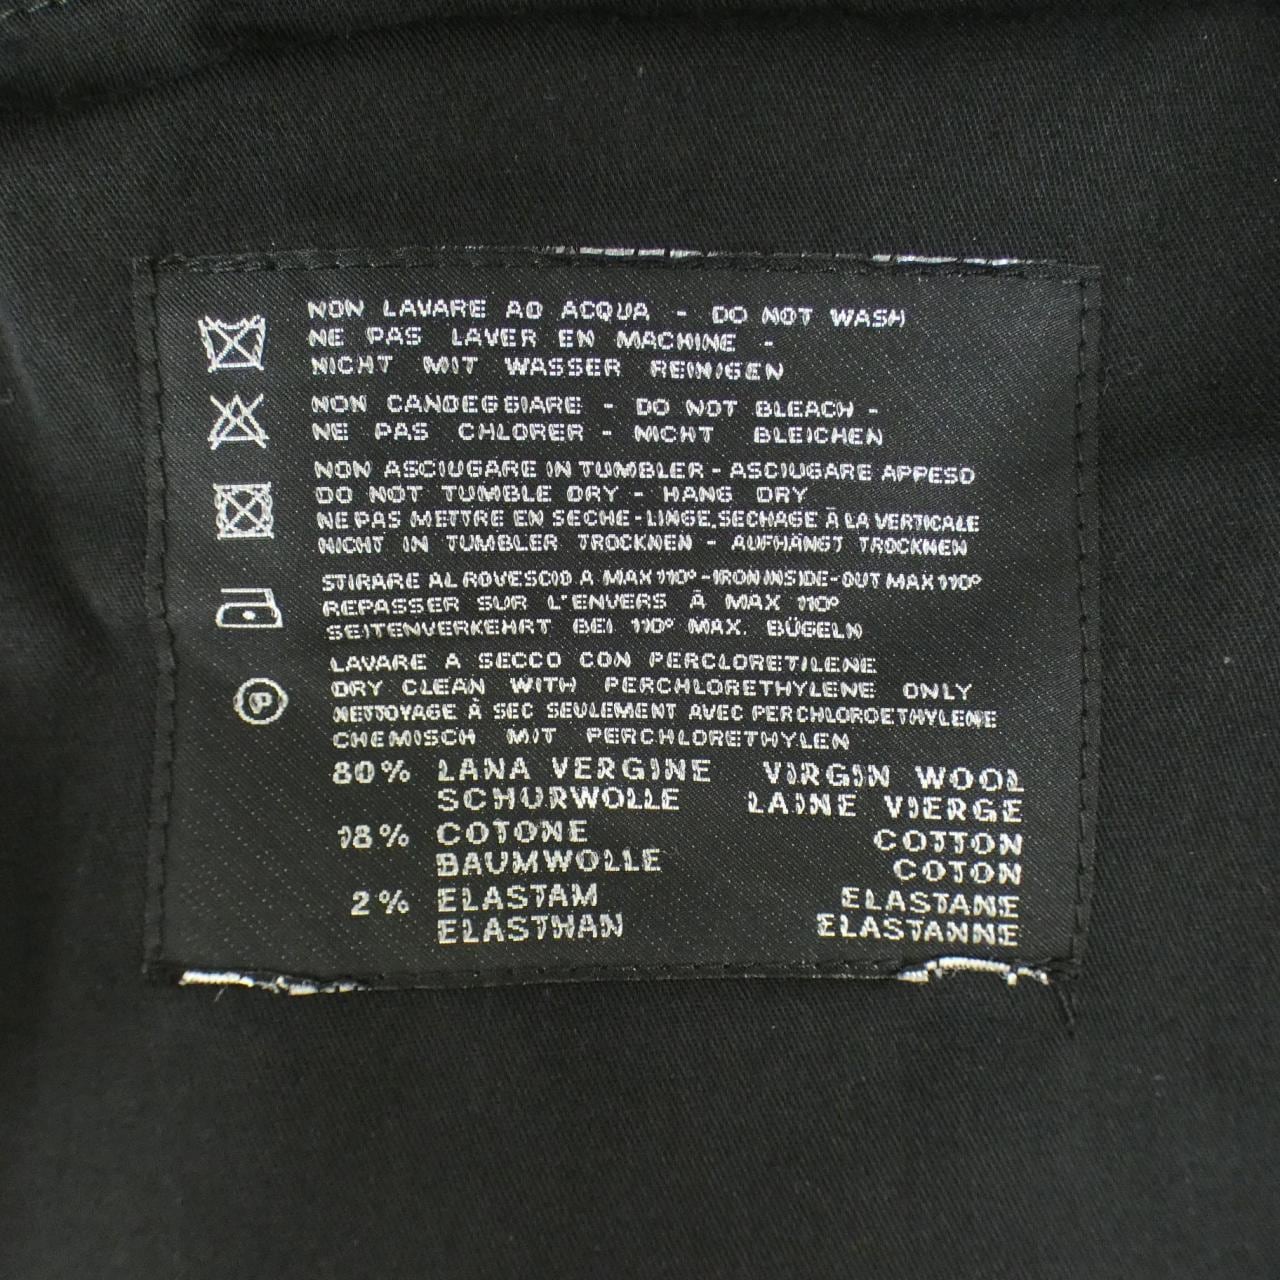 NON LAVARE AD ACQUA - DO NOT WASH
NE PAS LAVER EN MACHINE -
NICHT MIT WASSER REINIGEN
NON CANDEGGIARE - DO NOT BLEACH -
NE PAS CHLORER - NICHT BLEICHEN
NON ASCIUGARE IN TUMBLER - ASCIUGARE APPESO
DO NOT TUMBLE DRY - HANG DRY
NE PAS METTRE EN SECHE-LINGE, SECHAGE À LA VERTICALE
NICHT IN TUMBLER TROCKNEN - AUFHÄNGT TROCKNEN
STIRARE AL ROVESCIO A MAX 110° - IRON INSIDE-OUT MAX 110°
REPASSER SUR L'ENVERS À MAX 110°
SEITENVERKEHRT BEI 110° MAX. BÜGELN
P
LAVARE A SECCO CON PERCLORETILENE
DRY CLEAN WITH PERCHLORETHYLENE ONLY
NETTOYAGE À SEC SEULEMENT AVEC PERCHLOROETHYLENE
CHEMISCH MIT PERCHLORETHYLEN
80% LANA VERGINE VIRGIN WOOL
SCHURWOLLE LAINE VIERGE
18% COTONE COTTON
BAUMWOLLE COTON
2% ELASTAM ELASTANE
ELASTHAN ELASTANNE